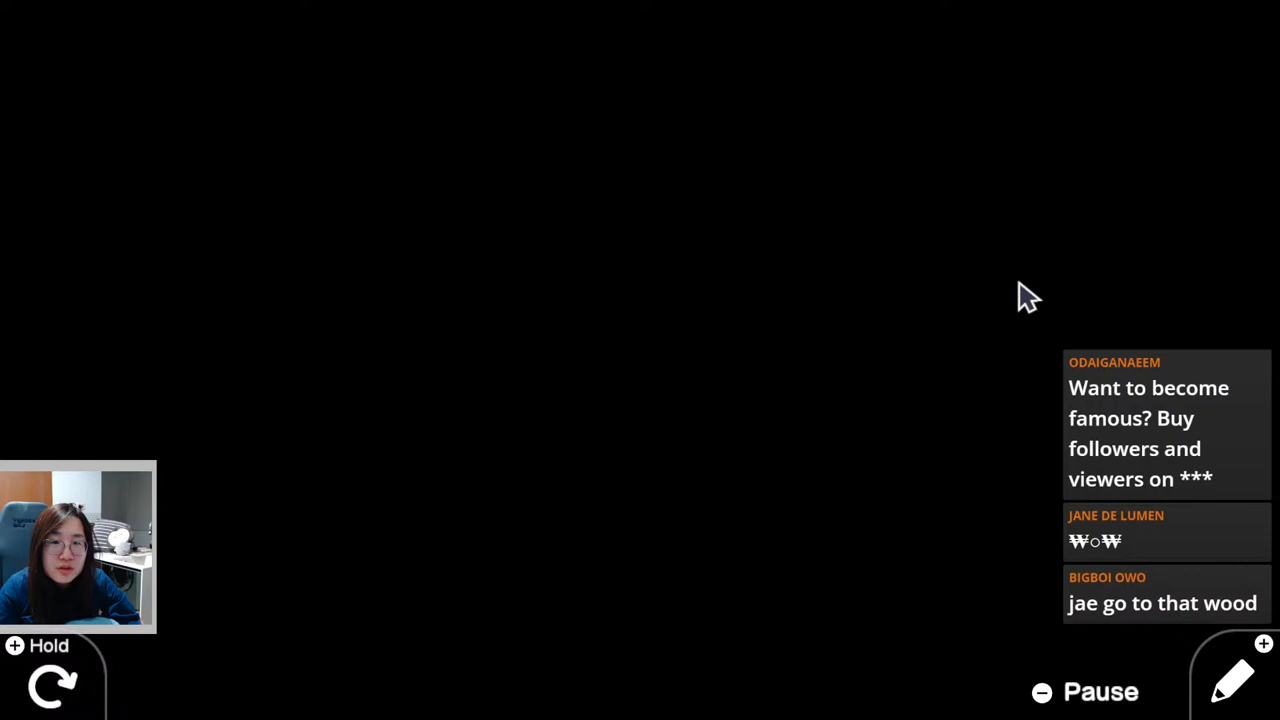 ODAIGANAEEM
Want to become
famous? Buy
followers and
viewers on ***
JANE DE LUMEN
₩○₩
BIGBOI OWO
jae go to that wood
+ Hold
− Pause
+